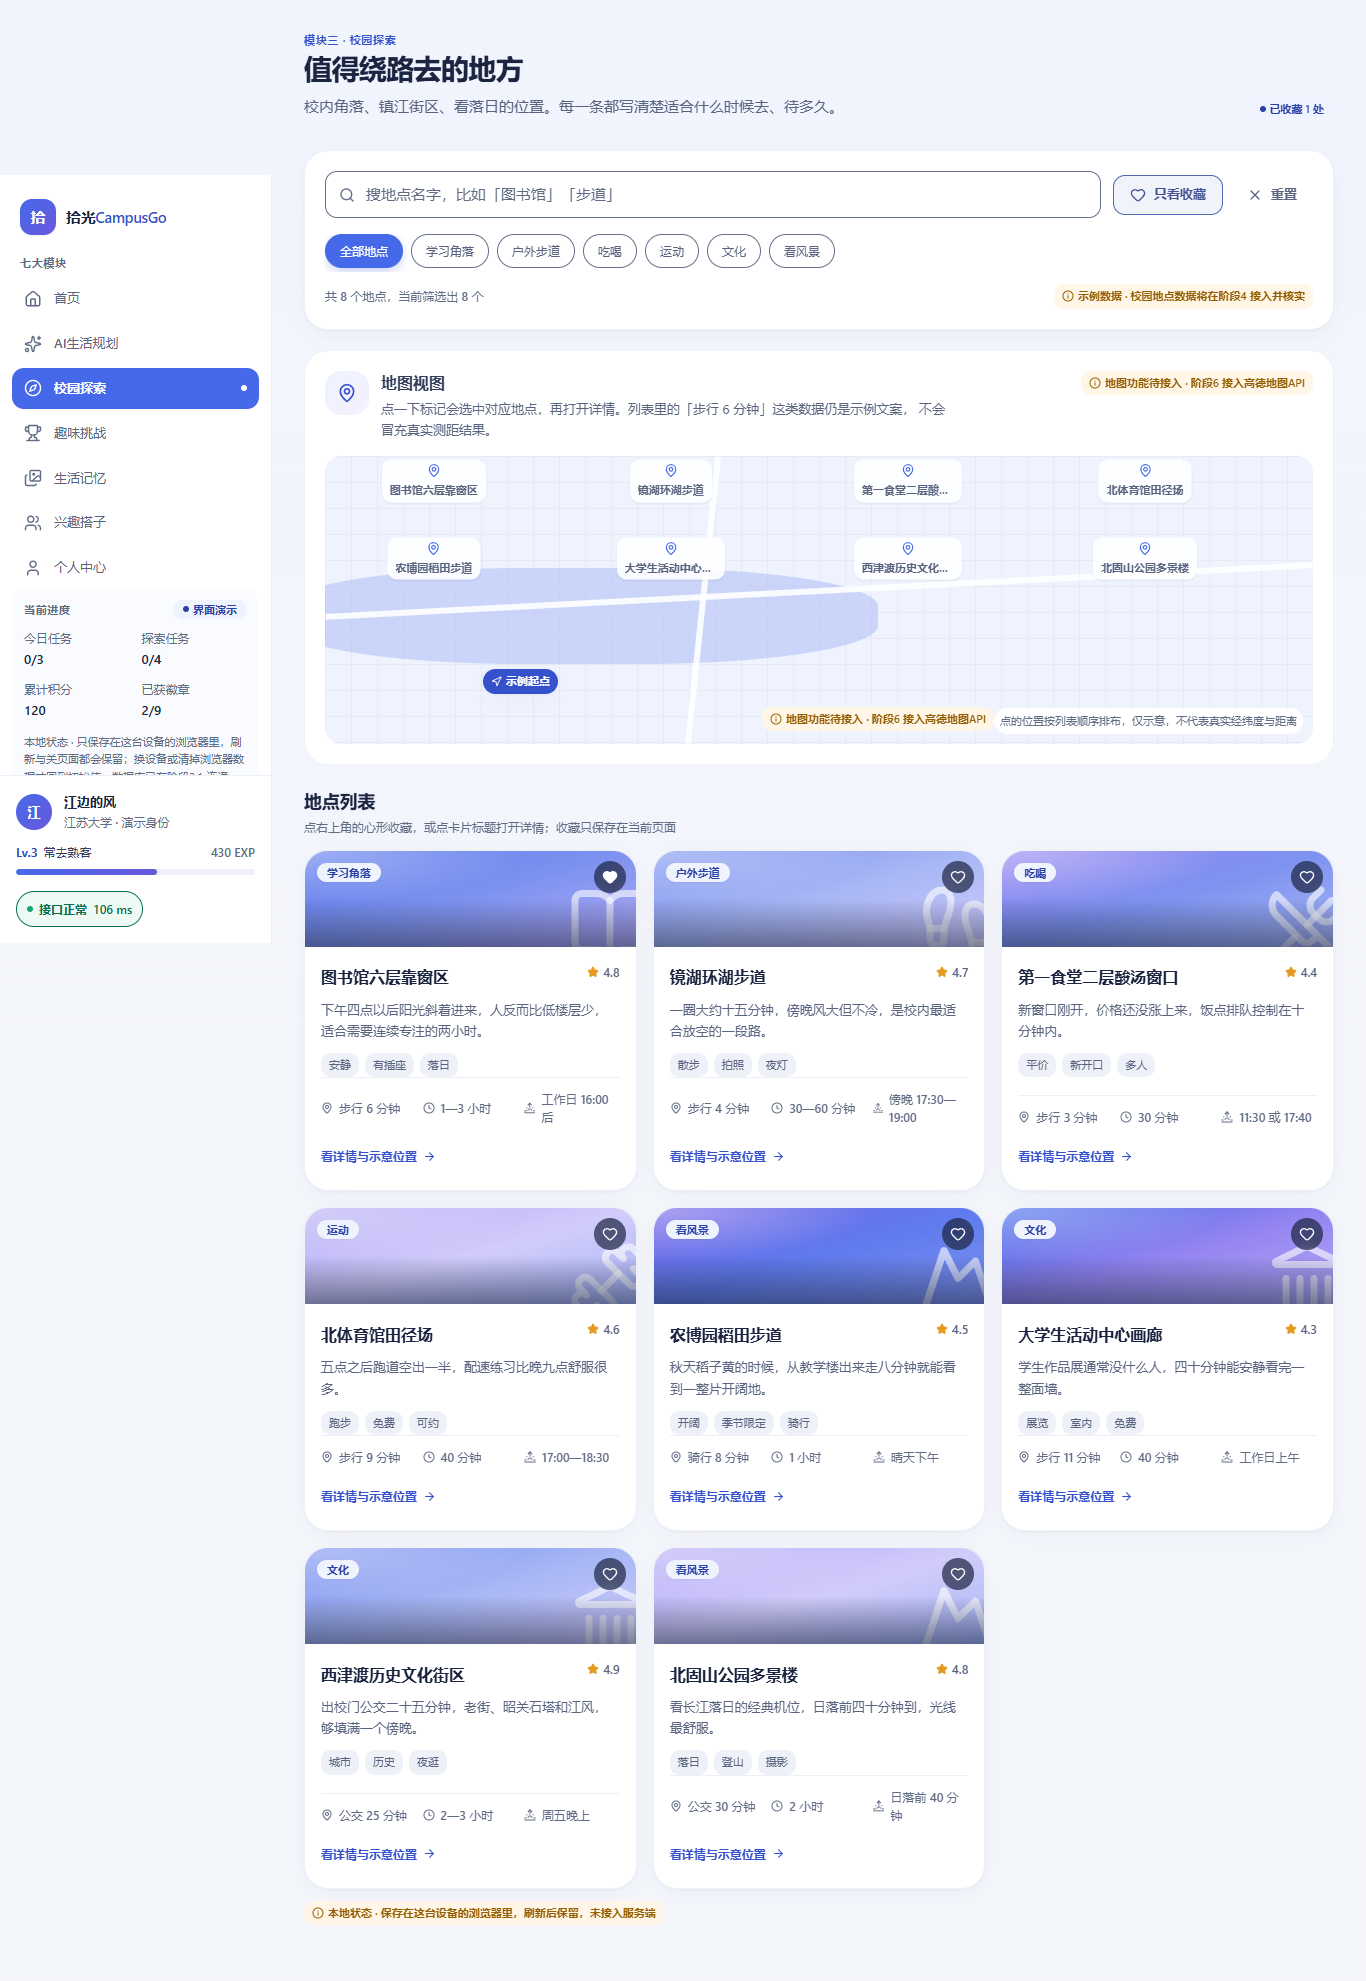 模块三 · 校园探索
值得绕路去的地方
校内角落、镇江街区、看落日的位置。每一条都写清楚适合什么时候去、待多久。
已收藏 1 处
拾
拾光CampusGo
七大模块
首页
AI生活规划
校园探索
趣味挑战
生活记忆
兴趣搭子
个人中心
当前进度
界面演示
今日任务
探索任务
0/3
0/4
累计积分
已获徽章
120
2/9
本地状态 · 只保存在这台设备的浏览器里，刷
新与关页面都会保留；换设备或清掉浏览器数
江
江边的风
江苏大学 · 演示身份
Lv.3 常去熟客
430 EXP
接口正常 106 ms
搜地点名字，比如「图书馆」「步道」
只看收藏
重置
全部地点
学习角落
户外步道
吃喝
运动
文化
看风景
共 8 个地点，当前筛选出 8 个
示例数据 · 校园地点数据将在阶段4 接入并核实
地图视图
地图功能待接入 · 阶段6 接入高德地图API
点一下标记会选中对应地点，再打开详情。列表里的「步行 6 分钟」这类数据仍是示例文案， 不会
冒充真实测距结果。
图书馆六层靠窗区
镜湖环湖步道
第一食堂二层酸...
北体育馆田径场
农博园稻田步道
大学生活动中心...
西津渡历史文化...
北固山公园多景楼
示例起点
地图功能待接入 · 阶段6 接入高德地图API
点的位置按列表顺序排布，仅示意，不代表真实经纬度与距离
地点列表
点右上角的心形收藏，或点卡片标题打开详情；收藏只保存在当前页面
学习角落
图书馆六层靠窗区
4.8
下午四点以后阳光斜着进来，人反而比低楼层少，
适合需要连续专注的两小时。
安静
有插座
落日
步行 6 分钟
1—3 小时
工作日 16:00
后
看详情与示意位置
户外步道
镜湖环湖步道
4.7
一圈大约十五分钟，傍晚风大但不冷，是校内最适
合放空的一段路。
散步
拍照
夜灯
步行 4 分钟
30—60 分钟
傍晚 17:30—
19:00
看详情与示意位置
吃喝
第一食堂二层酸汤窗口
4.4
新窗口刚开，价格还没涨上来，饭点排队控制在十
分钟内。
平价
新开口
多人
步行 3 分钟
30 分钟
11:30 或 17:40
看详情与示意位置
运动
北体育馆田径场
4.6
五点之后跑道空出一半，配速练习比晚九点舒服很
多。
跑步
免费
可约
步行 9 分钟
40 分钟
17:00—18:30
看详情与示意位置
看风景
农博园稻田步道
4.5
秋天稻子黄的时候，从教学楼出来走八分钟就能看
到一整片开阔地。
开阔
季节限定
骑行
骑行 8 分钟
1 小时
晴天下午
看详情与示意位置
文化
大学生活动中心画廊
4.3
学生作品展通常没什么人，四十分钟能安静看完一
整面墙。
展览
室内
免费
步行 11 分钟
40 分钟
工作日上午
看详情与示意位置
文化
西津渡历史文化街区
4.9
出校门公交二十五分钟，老街、昭关石塔和江风，
够填满一个傍晚。
城市
历史
夜逛
公交 25 分钟
2—3 小时
周五晚上
看详情与示意位置
看风景
北固山公园多景楼
4.8
看长江落日的经典机位，日落前四十分钟到，光线
最舒服。
落日
登山
摄影
公交 30 分钟
2 小时
日落前 40 分
钟
看详情与示意位置
本地状态 · 保存在这台设备的浏览器里，刷新后保留，未接入服务端